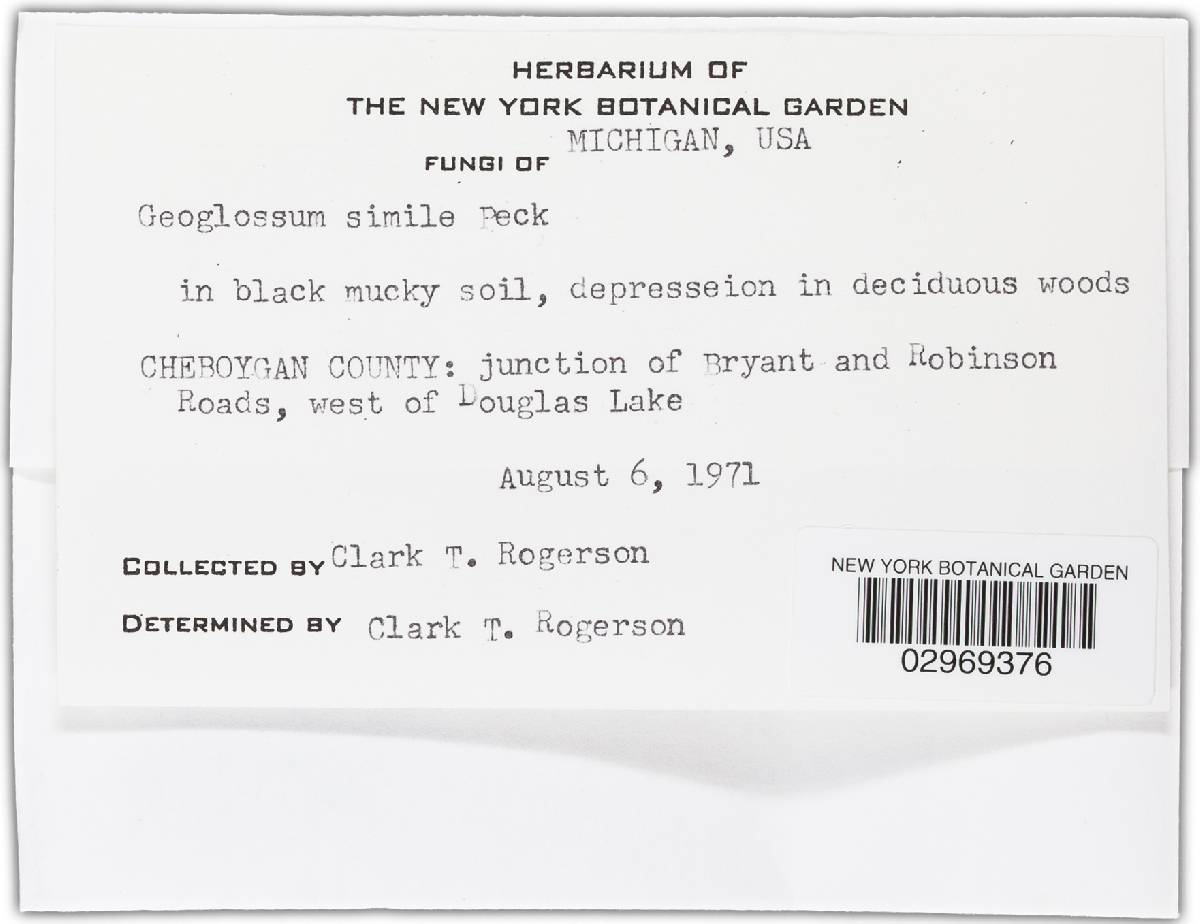 HERBARIUM OF
THE NEW YORK BOTANICAL GARDEN
MICHIGAN, USA
FUNGI OF
Geoglossum simile Peck
in black mucky soil, depresseion in deciduous woods
CHEBOYGAN COUNTY: junction of Bryant and Robinson
Roads, west of Douglas Lake
August 6, 1971
COLLECTED BY Clark T. Rogerson
DETERMINED BY Clark T. Rogerson
NEW YORK BOTANICAL GARDEN
02969376